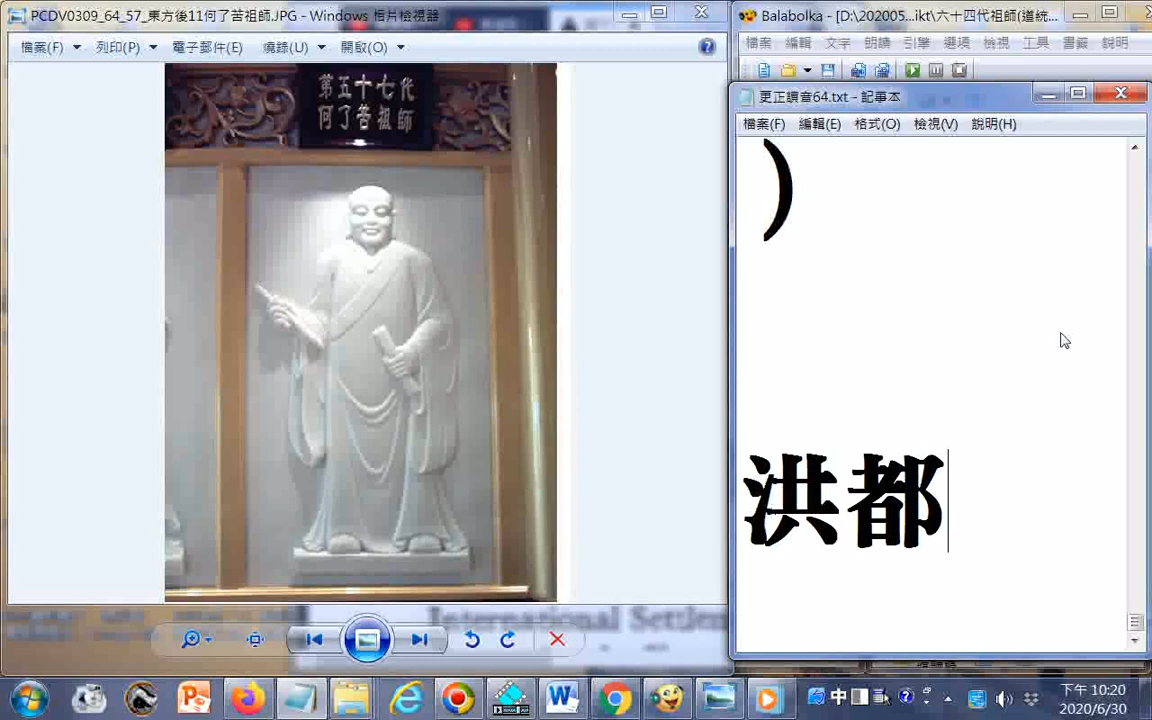 PCDV0309_64_57_東方後11何了苦祖師.JPG - Windows 相片檢視器
檔案(F) 列印(P) 電子郵件(E) 燒錄(U) 開啟(O)
第五十七代
何了苦祖師
International Settlem
Balabolka - [D:\202005...ikt\六十四代祖師(道統...
檔案 編輯 文字 朗讀 引擎 選項 檢視 工具 書籤 說明
更正讀音64.txt - 記事本
檔案(F) 編輯(E) 格式(O) 檢視(V) 說明(H)
)
洪都
中
下午 10:20
2020/6/30